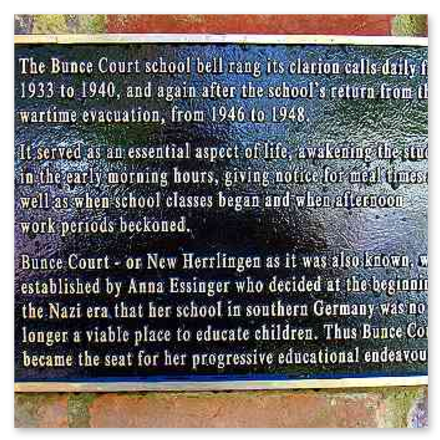 The Bunce Court school bell rang its clarion calls daily f
1933 to 1940, and again after the school's return from th
wartime evacuation, from 1946 to 1948.
It served as an essential aspect of life, awakening the stud
in the early morning hours, giving notice for meal times
well as when school classes began and when afternoon
work periods beckoned.
Bunce Court - or New Herrlingen as it was also known, w
established by Anna Essinger who decided at the beginnin
the Nazi era that her school in southern Germany was no
longer a viable place to educate children. Thus Bunce Co
became the seat for her progressive educational endeavou